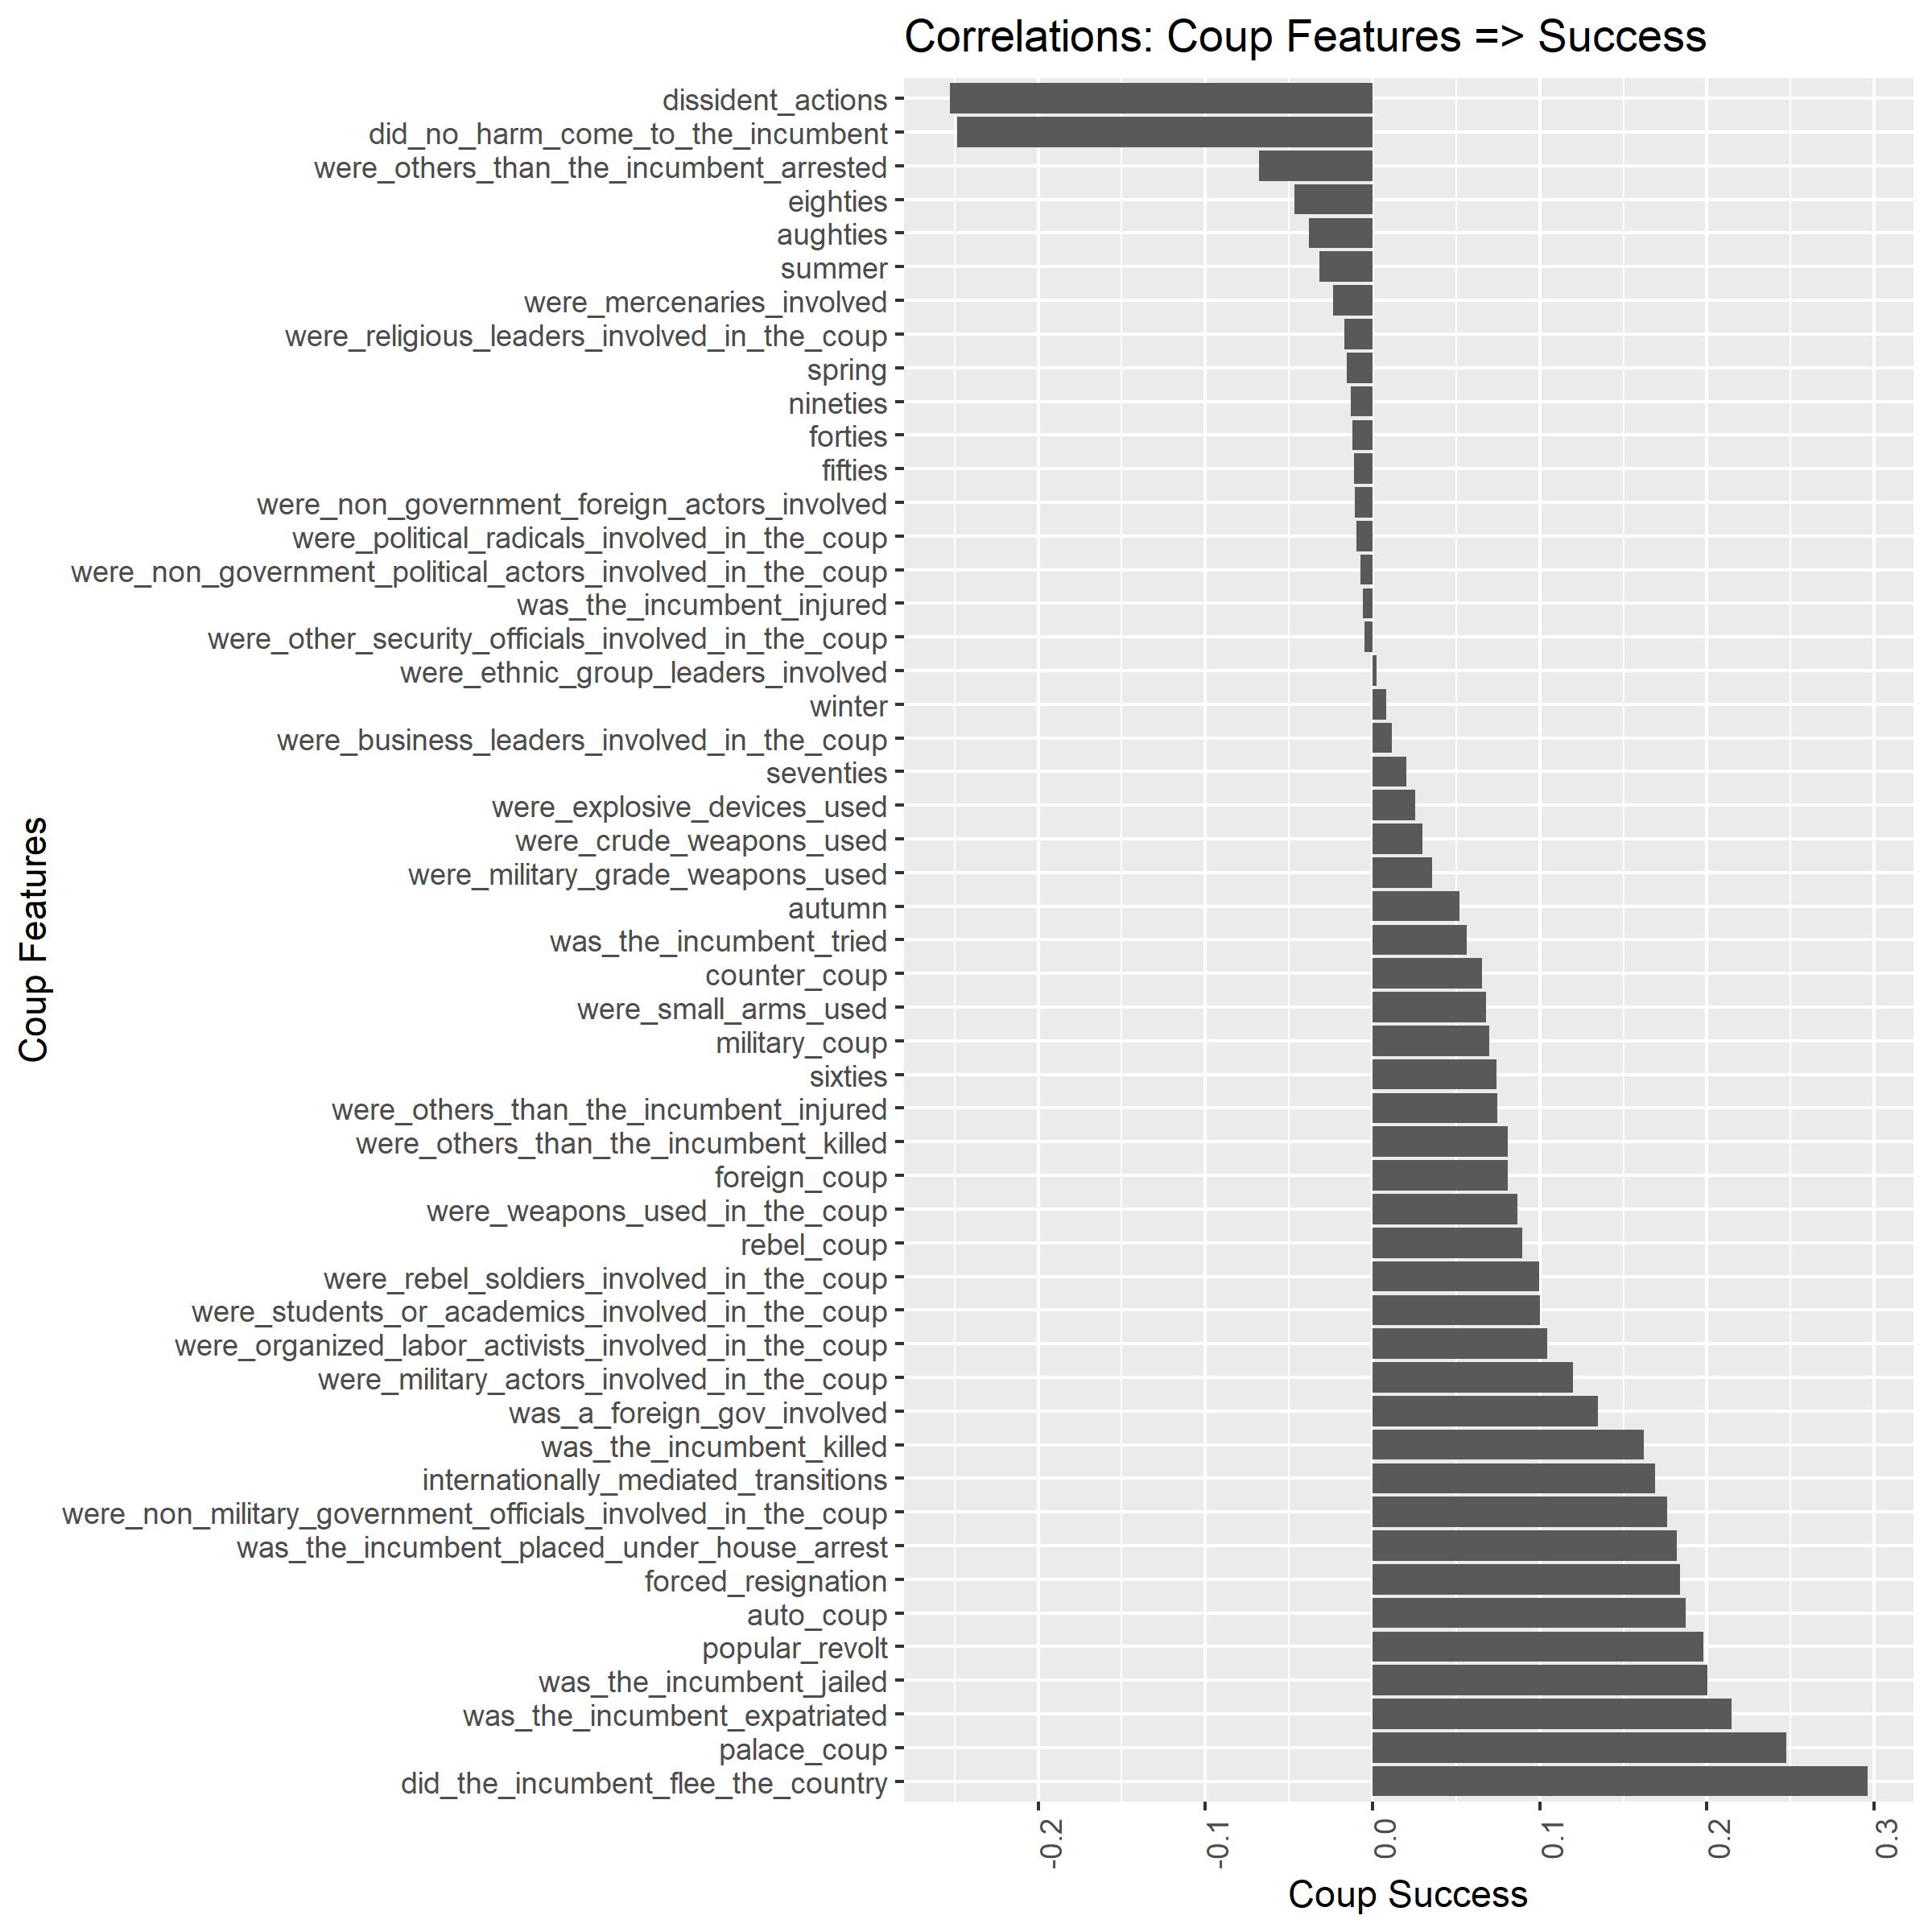 Correlations: Coup Features => Success
dissident_actions
did_no_harm_come_to_the_incumbent
were_others_than_the_incumbent_arrested
eighties
aughties
summer
were_mercenaries_involved
were_religious_leaders_involved_in_the_coup
spring
nineties
forties
fifties
were_non_government_foreign_actors_involved
were_political_radicals_involved_in_the_coup
were_non_government_political_actors_involved_in_the_coup
was_the_incumbent_injured
were_other_security_officials_involved_in_the_coup
were_ethnic_group_leaders_involved
winter
were_business_leaders_involved_in_the_coup
seventies
were_explosive_devices_used
were_crude_weapons_used
were_military_grade_weapons_used
autumn
was_the_incumbent_tried
counter_coup
were_small_arms_used
military_coup
sixties
were_others_than_the_incumbent_injured
were_others_than_the_incumbent_killed
foreign_coup
were_weapons_used_in_the_coup
rebel_coup
were_rebel_soldiers_involved_in_the_coup
were_students_or_academics_involved_in_the_coup
were_organized_labor_activists_involved_in_the_coup
were_military_actors_involved_in_the_coup
was_a_foreign_gov_involved
was_the_incumbent_killed
internationally_mediated_transitions
were_non_military_government_officials_involved_in_the_coup
was_the_incumbent_placed_under_house_arrest
forced_resignation
auto_coup
popular_revolt
was_the_incumbent_jailed
was_the_incumbent_expatriated
palace_coup
did_the_incumbent_flee_the_country
Coup Features
-0.2
-0.1
0.0
0.1
0.2
0.3
Coup Success